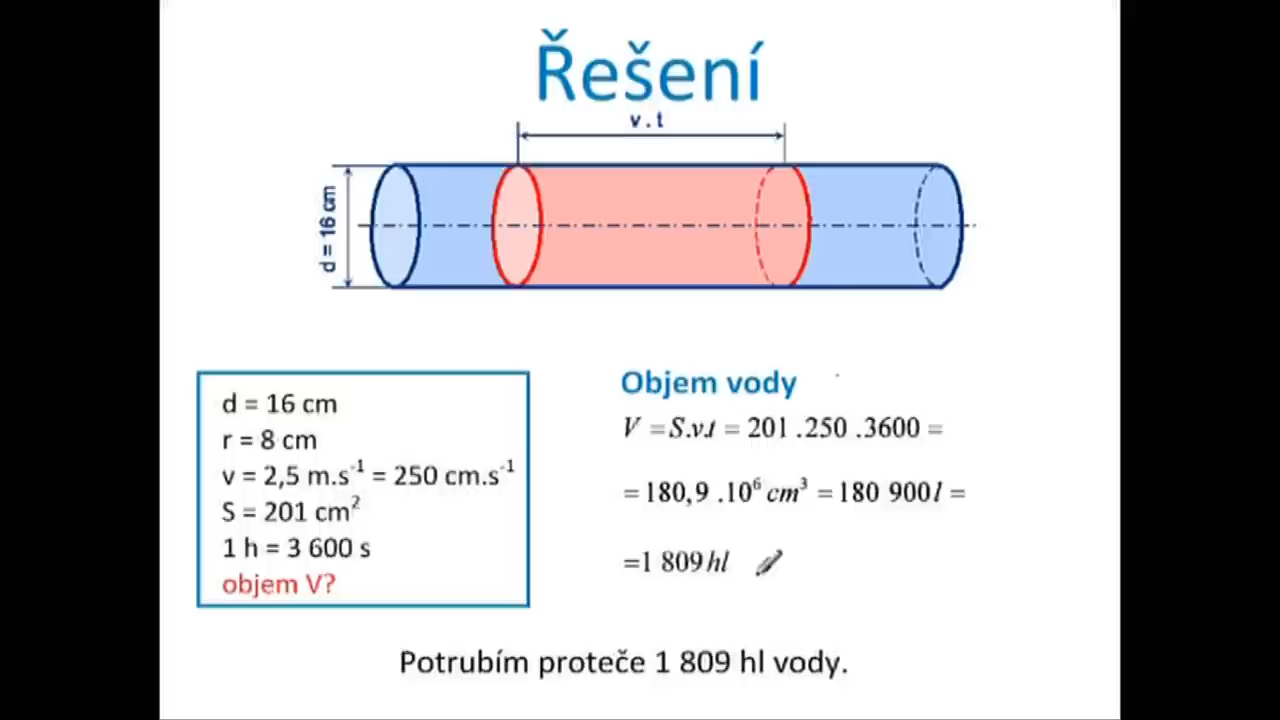 Řešení
v . t
d = 16 cm
d = 16 cm
r = 8 cm
v = 2,5 m.s⁻¹ = 250 cm.s⁻¹
S = 201 cm²
1 h = 3 600 s
objem V?
Objem vody
V = S.v.t = 201 .250 .3600 =
= 180,9 .10⁶ cm³ = 180 900 l =
=1 809 hl
Potrubím proteče 1 809 hl vody.